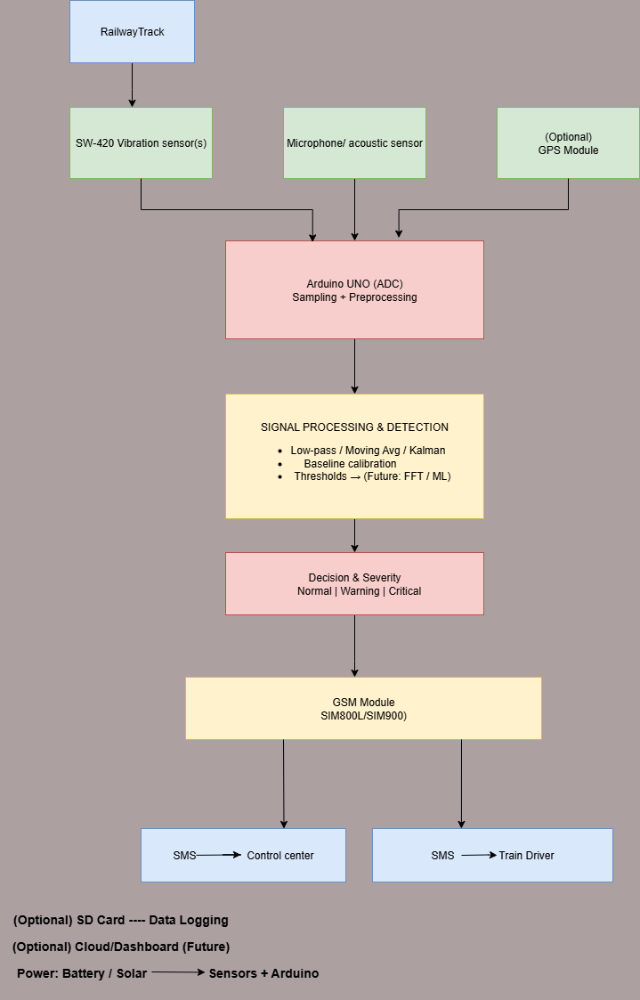 RailwayTrack
SW-420 Vibration sensor(s)
Microphone/ acoustic sensor
(Optional)
GPS Module
Arduino UNO (ADC)
Sampling + Preprocessing
SIGNAL PROCESSING & DETECTION
• Low-pass / Moving Avg / Kalman
• Baseline calibration
• Thresholds → (Future: FFT / ML)
Decision & Severity
Normal | Warning | Critical
GSM Module
SIM800L/SIM900)
SMS Control center
SMS Train Driver
(Optional) SD Card ---- Data Logging
(Optional) Cloud/Dashboard (Future)
Power: Battery / Solar Sensors + Arduino